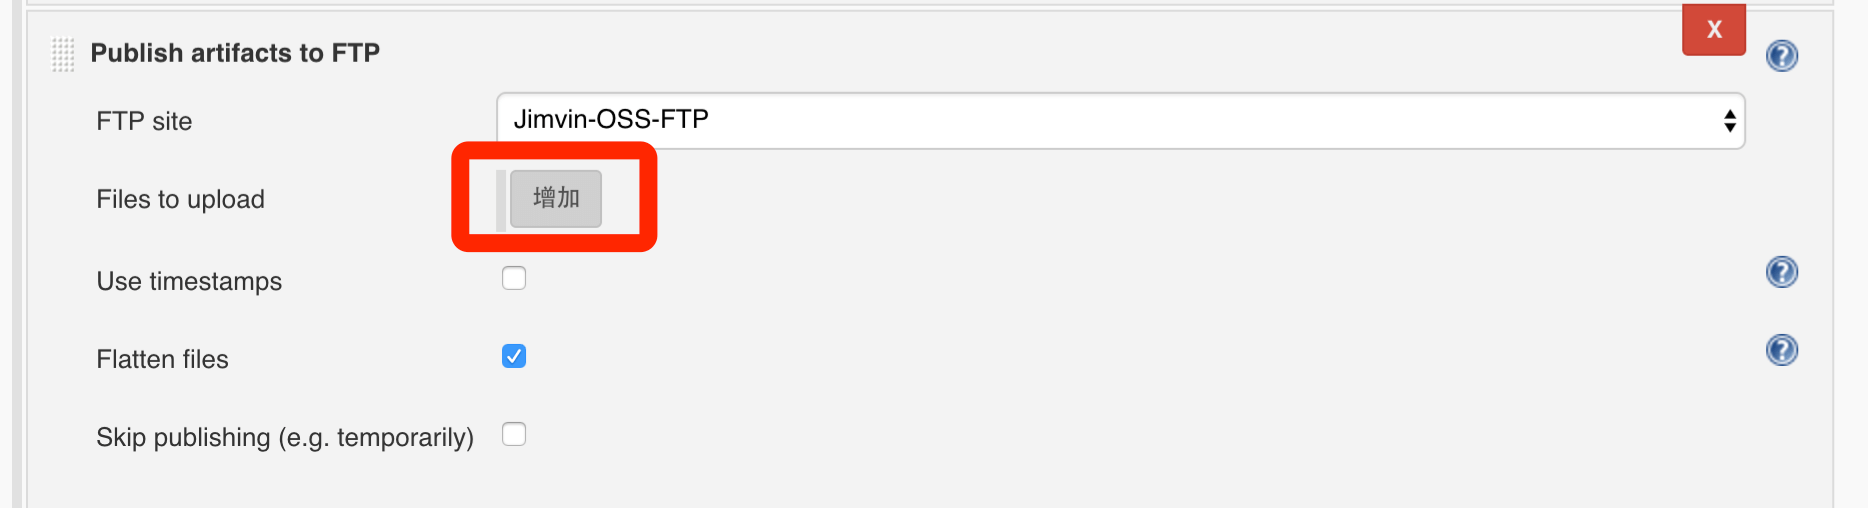 Publish artifacts to FTP
X
?
FTP site
Jimvin-OSS-FTP
Files to upload
增加
Use timestamps
?
Flatten files
?
Skip publishing (e.g. temporarily)